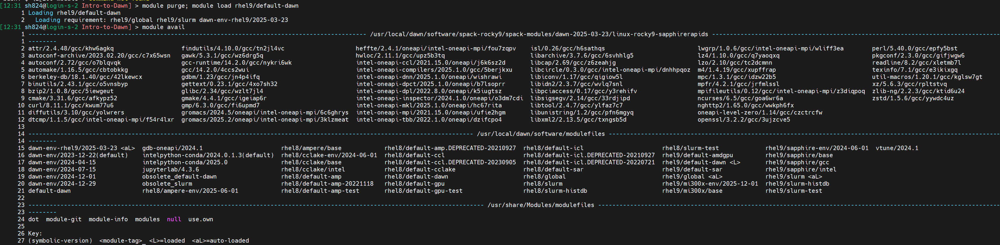 [12:31 sh824@login-s-2 Intro-to-Dawn] > module purge; module load rhel9/default-dawn
1 Loading rhel9/default-dawn
2   Loading requirement: rhel9/global rhel9/slurm dawn-env-rhel9/2025-03-23
[12:31 sh824@login-s-2 Intro-to-Dawn] > module avail
1 ----------------------------------------------------------------------------------------------- /usr/local/dawn/software/spack-rocky9/spack-modules/dawn-2025-03-23/linux-rocky9-sapphirerapids ---------------------------------------------------------------------------------
1 --------
2 attr/2.4.48/gcc/khw6agkq findutils/4.10.0/gcc/tn2jl4vc heffte/2.4.1/oneapi/intel-oneapi-mpi/fou7zqpv isl/0.26/gcc/h6sathqs lwgrp/1.0.6/gcc/intel-oneapi-mpi/wliff3ea perl/5.40.0/gcc/epfy5bst
3 autoconf-archive/2023.02.20/gcc/c7x65wsn gawk/5.3.1/gcc/wz6drg5q hwloc/2.11.1/gcc/upz5b3tq libarchive/3.7.6/gcc/6svhhlg5 lz4/1.10.0/gcc/q7yaoqxq pkgconf/2.3.0/gcc/gifjwgw6
4 autoconf/2.72/gcc/o7blqvqk gcc-runtime/14.2.0/gcc/nykri6wk intel-oneapi-ccl/2021.15.0/oneapi/j6k6sz2d libcap/2.69/gcc/z6zeahjg lzo/2.10/gcc/tc2dcmnn readline/8.2/gcc/xletmb7l
5 automake/1.16.5/gcc/cbtobkkg gcc/14.2.0/4ccs2wui intel-oneapi-compilers/2025.1.0/gcc/5berjkxu libcircle/0.3.0/gcc/intel-oneapi-mpi/dnhhpqoz m4/1.4.19/gcc/xupffrap texinfo/7.1/gcc/e3ikixgq
6 berkeley-db/18.1.40/gcc/42lkewcx gdbm/1.23/gcc/jn4p4ifq intel-oneapi-dnn/2025.1.0/oneapi/wishrawi libiconv/1.17/gcc/qigiow5l mpc/1.3.1/gcc/idzw22b5 util-macros/1.20.1/gcc/kglsw7gt
7 binutils/2.43.1/gcc/o5vnsbyp gettext/0.23.1/gcc/4xo7sh32 intel-oneapi-dpct/2025.1.0/oneapi/b7lsoprr libidn2/2.3.7/gcc/wvlq7snl mpfr/4.2.1/gcc/jrfmlssl xz/5.6.3/gcc/rpltstvq
8 bzip2/1.0.8/gcc/5iewgeut glibc/2.34/gcc/wzlt7jl4 intel-oneapi-dpl/2022.8.0/oneapi/k5iugtsz libpciaccess/0.17/gcc/y3rehifv mpifileutils/0.12/gcc/intel-oneapi-mpi/z3diqpoq zlib-ng/2.2.3/gcc/ktid6u24
9 cmake/3.31.6/gcc/afkypz52 gmake/4.4.1/gcc/igeiap6r intel-oneapi-inspector/2024.1.0/oneapi/o3dm7cdi libsigsegv/2.14/gcc/33rdjipd ncurses/6.5/gcc/goa6wr6a zstd/1.5.6/gcc/yywdc4uz
10 curl/8.11.1/gcc/kwum77u6 gmp/6.3.0/gcc/fi6upmd7 intel-oneapi-mkl/2025.1.0/oneapi/hc67rita libtool/2.4.7/gcc/ylfaz7c7 nghttp2/1.65.0/gcc/wwkph6fx
11 diffutils/3.10/gcc/yolwrers gromacs/2024.5/oneapi/intel-oneapi-mpi/6c6ghrys intel-oneapi-mpi/2021.15.0/oneapi/ufie2hgm libunistring/1.2/gcc/pfn6mgyq oneapi-level-zero/1.14/gcc/czctrcfw
12 dtcmp/1.1.5/gcc/intel-oneapi-mpi/f54r4lxr gromacs/2025.2/oneapi/intel-oneapi-mpi/3klzmeat intel-oneapi-tbb/2022.1.0/oneapi/dzifcpo4 libxml2/2.13.5/gcc/txngsb5d openssl/3.2.2/gcc/3ujzcve5
13
14 ----------------------------------------------------------------------------------------------------------------------------- /usr/local/dawn/software/modulefiles --------------------------------------------------------------------------------------------------------------
14 --------
15 dawn-env-rhel9/2025-03-23 <aL> gdb-oneapi/2024.1 rhel8/ampere/base rhel8/default-amp.DEPRECATED-20210927 rhel8/default-icl rhel8/slurm-test rhel9/sapphire-env/2024-06-01 vtune/2024.1
16 dawn-env/2023-12-22(default) intelpython-conda/2024.0.1.3(default) rhel8/cclake-env/2024-06-01 rhel8/default-ccl rhel8/default-icl.DEPRECATED-20210927 rhel9/default-amdgpu rhel9/sapphire/base
17 dawn-env/2024-04-15 intelpython-conda/2025.0 rhel8/cclake/base rhel8/default-ccl.DEPRECATED-20230905 rhel8/default-icl.DEPRECATED-20220721 rhel9/default-dawn <L> rhel9/sapphire/gcc
18 dawn-env/2024-07-15 jupyterlab/4.3.6 rhel8/cclake/intel rhel8/default-cclake rhel8/default-sar rhel9/default-sar rhel9/sapphire/intel
19 dawn-env/2024-12-01 obsolete_default-dawn rhel8/default-amp rhel8/default-dawn rhel8/global rhel9/global <aL> rhel9/slurm <aL>
20 dawn-env/2024-12-29 obsolete_slurm rhel8/default-amp-20221118 rhel8/default-gpu rhel8/slurm rhel9/mi300x-env/2025-12-01 rhel9/slurm-histdb
21 default-dawn rhel8/ampere-env/2025-06-01 rhel8/default-amp-test rhel8/default-gpu-test rhel8/slurm-histdb rhel9/mi300x/base rhel9/slurm-test
22
23 -------------------------------------------------------------------------------------------------------------------------------- /usr/share/Modules/modulefiles -----------------------------------------------------------------------------------------------------------------
23 --------
24 dot module-git module-info modules null use.own
25
26 Key:
27 (symbolic-version) <module-tag> <L>=loaded <aL>=auto-loaded